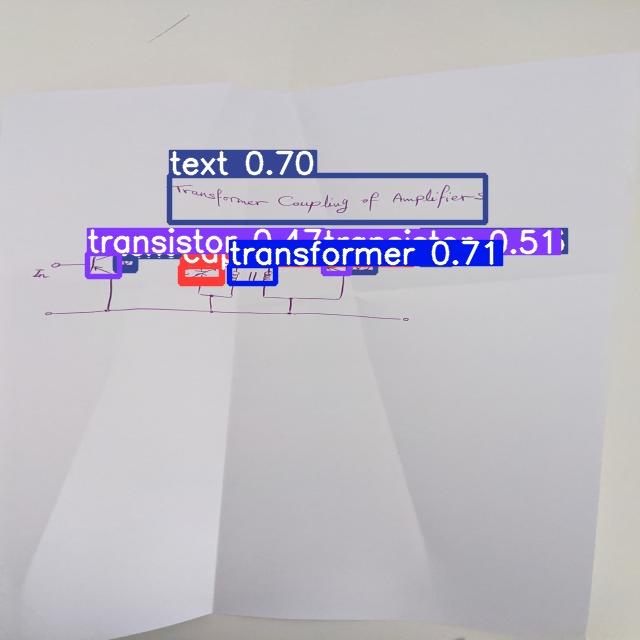 text 0.70
Transformer Coupling of Amplifiers
transistor 0.47
transistor 0.51
transformer 0.71
In